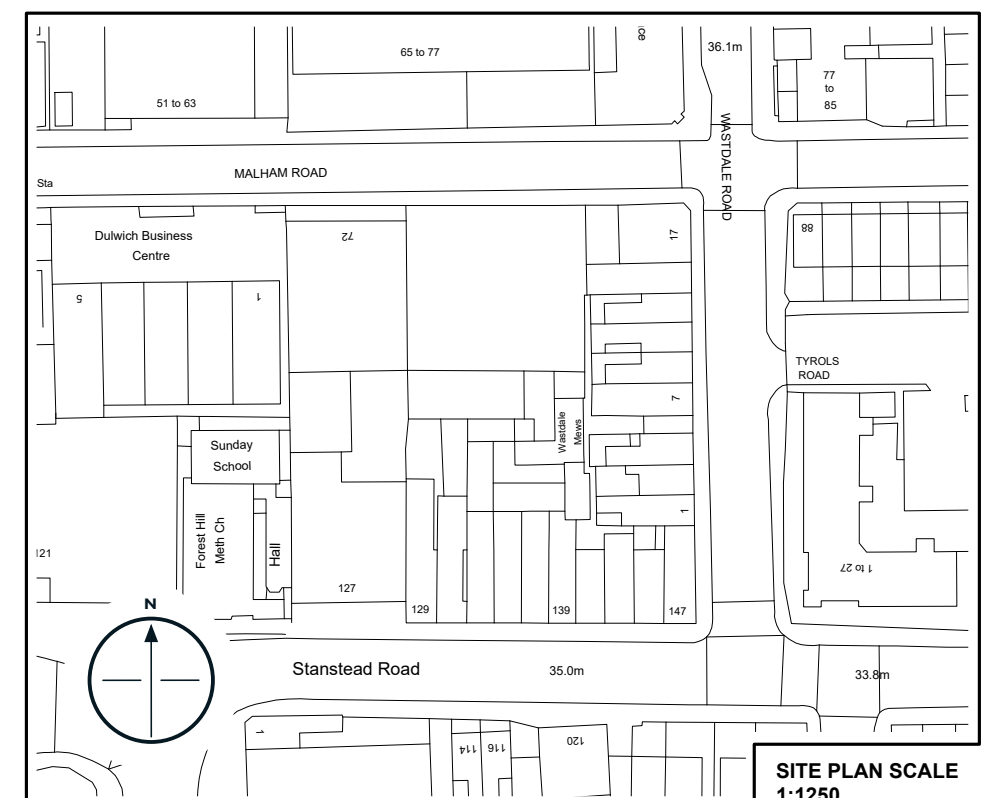 ice
36.1m
65 to 77
77
to
85
51 to 63
WASTDALE ROAD
MALHAM ROAD
Sta
Dulwich Business
Centre
72
17
88
5
1
TYROLS
ROAD
7
Wastdale
Mews
Sunday
School
1
Forest Hill
Meth Ch
Hall
121
1 to 27
127
129
139
147
N
Stanstead Road
35.0m
33.8m
1
114
116
120
SITE PLAN SCALE
1:1250